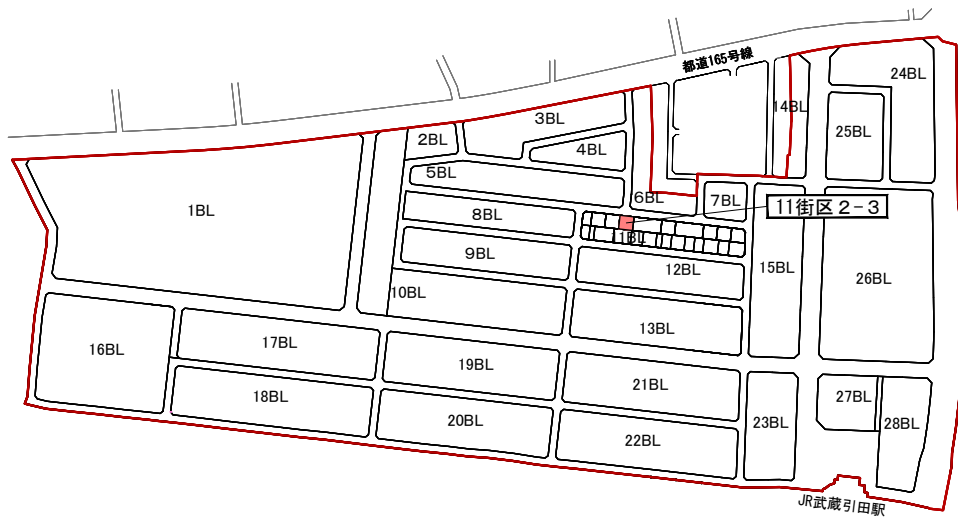 都道165号線
24BL
14BL
3BL
25BL
2BL
4BL
5BL
6BL
7BL
11街区2-3
1BL
8BL
11BL
9BL
12BL
15BL
26BL
10BL
13BL
17BL
16BL
19BL
21BL
18BL
27BL
20BL
23BL
28BL
22BL
JR武蔵引田駅